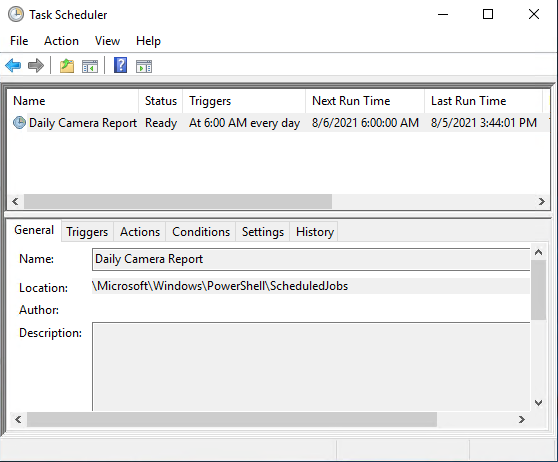 Task Scheduler
File Action View Help
Name Status Triggers Next Run Time Last Run Time
Daily Camera Report Ready At 6:00 AM every day 8/6/2021 6:00:00 AM 8/5/2021 3:44:01 PM
General Triggers Actions Conditions Settings History
Name: Daily Camera Report
Location: \Microsoft\Windows\PowerShell\ScheduledJobs
Author:
Description: